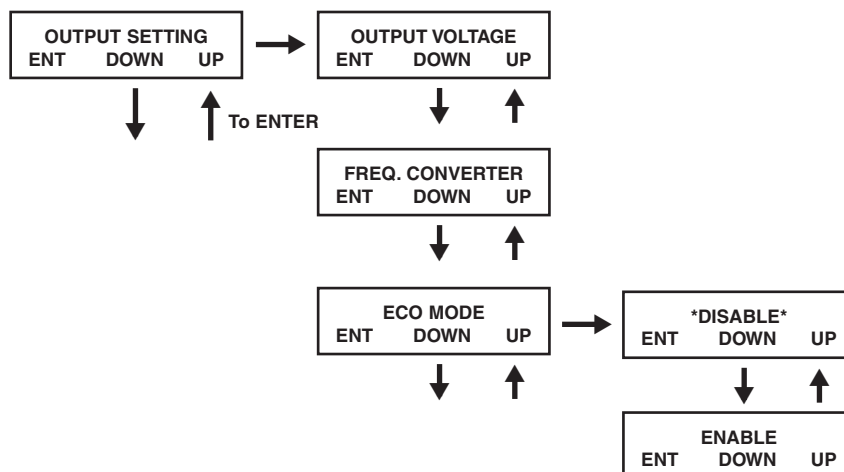 OUTPUT SETTING
ENT DOWN UP
To ENTER
OUTPUT VOLTAGE
ENT DOWN UP
FREQ. CONVERTER
ENT DOWN UP
ECO MODE
ENT DOWN UP
*DISABLE*
ENT DOWN UP
ENABLE
ENT DOWN UP